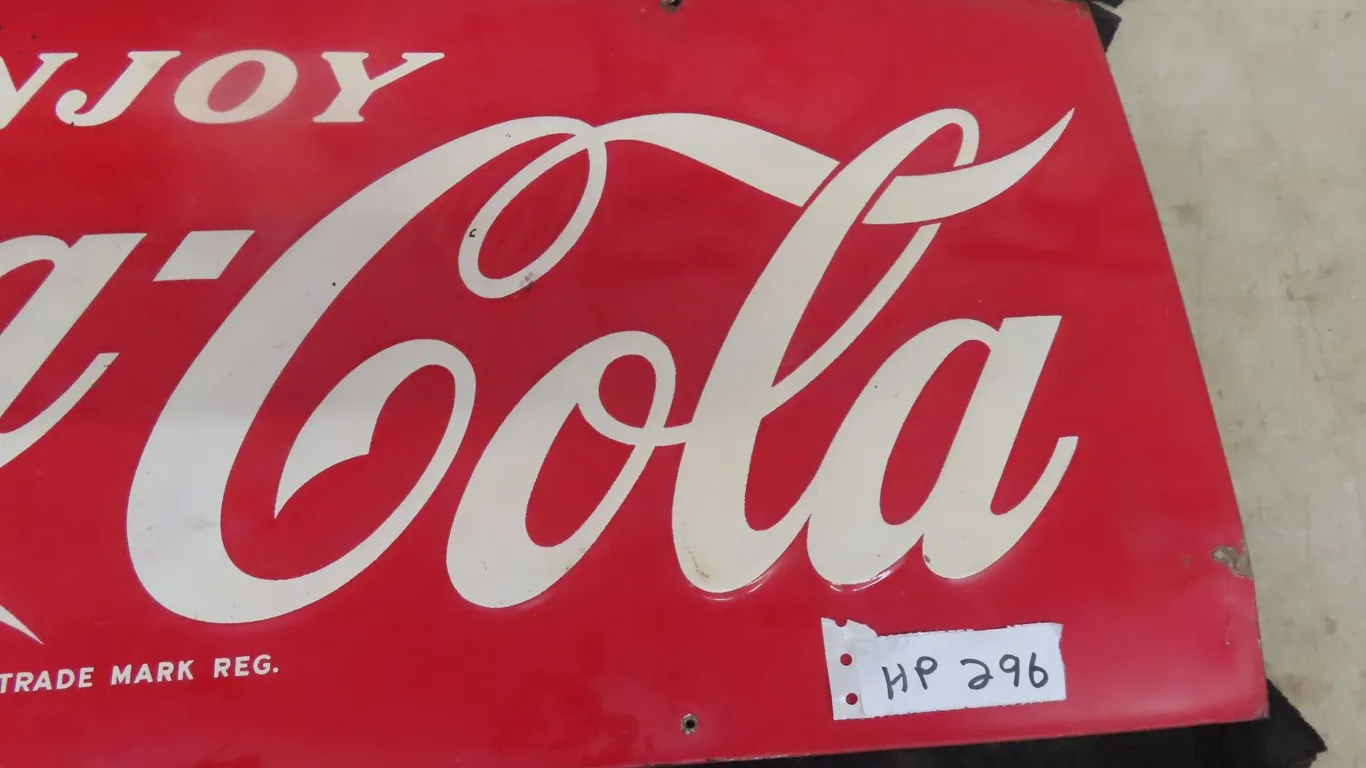 NJOY
a-Cola
TRADE MARK REG.
HP 296